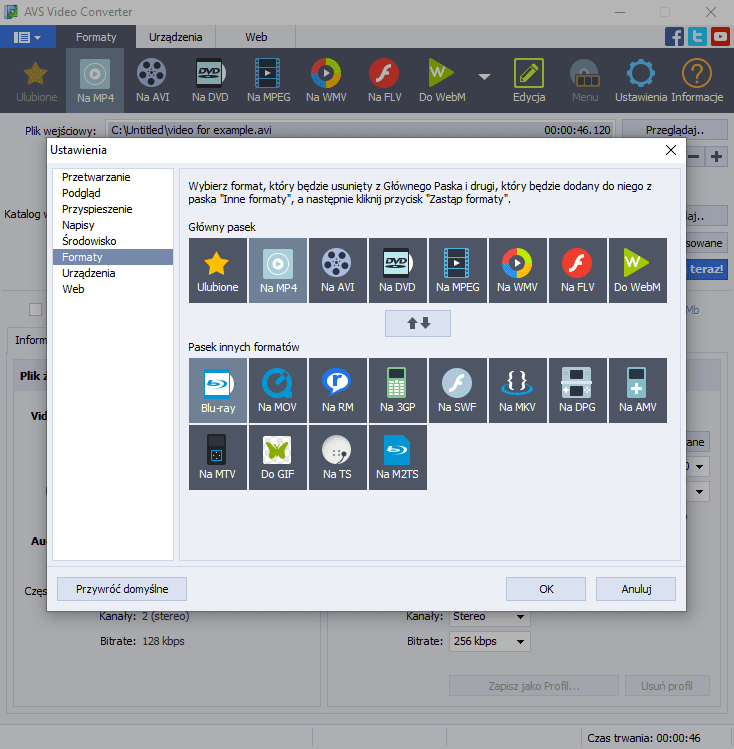 AVS Video Converter
Formaty Urządzenia Web
Ulubione Na MP4 Na AVI Na DVD Na MPEG Na WMV Na FLV Do WebM Edycja Menu Ustawienia Informacje
Plik wejściowy: C:\Untitled\video for example.avi 00:00:46.120 Przeglądaj..
Ustawienia
Przetwarzanie
Podgląd
Przyspieszenie
Napisy
Środowisko
Formaty
Urządzenia
Web
Wybierz format, który będzie usunięty z Głównego Paska i drugi, który będzie dodany do niego z
paska "Inne formaty", a następnie kliknij przycisk "Zastąp formaty".
Główny pasek
Ulubione Na MP4 Na AVI Na DVD Na MPEG Na WMV Na FLV Do WebM
Pasek innych formatów
Blu-ray Na MOV Na RM Na 3GP Na SWF Na MKV Na DPG Na AMV
Na MTV Do GIF Na TS Na M2TS
Przywróć domyślne OK Anuluj
Katalog w
aj..
sowane
teraz!
Mb
Inform
Plik z
Vid
ane
Au
Częs
Kanały: 2 (stereo) Kanały: Stereo
Bitrate: 128 kbps Bitrate: 256 kbps
Zapisz jako Profil... Usuń profil
Czas trwania: 00:00:46